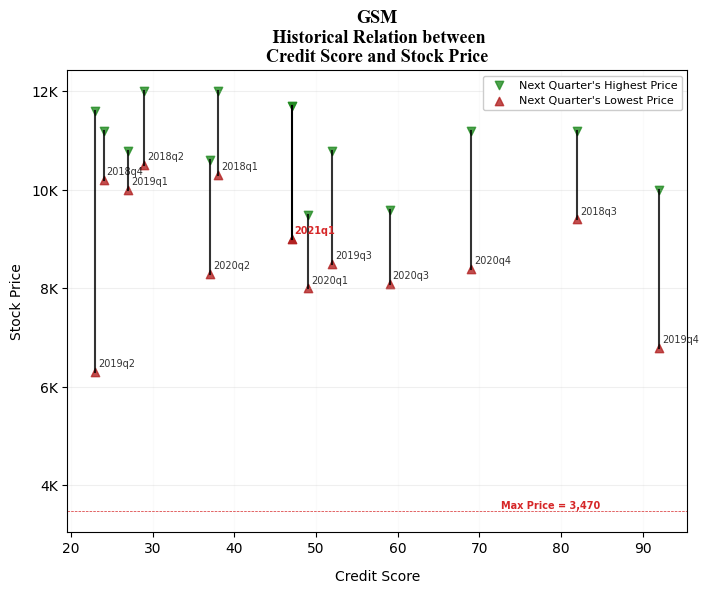 GSM
Historical Relation between
Credit Score and Stock Price
Next Quarter's Highest Price
Next Quarter's Lowest Price
12K
10K
8K
6K
4K
Stock Price
2018q2
2018q1
2018q4
2019q1
2018q3
2021q1
2020q2
2019q3
2020q4
2020q1
2020q3
2019q4
2019q2
Max Price = 3,470
20 30 40 50 60 70 80 90
Credit Score